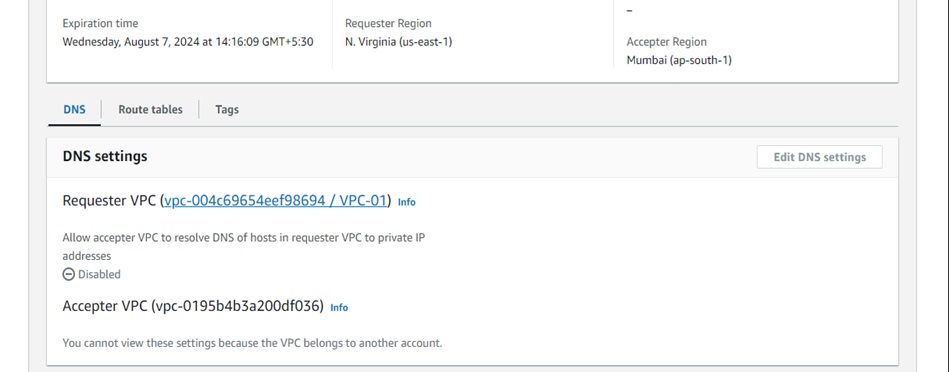 Expiration time
Wednesday, August 7, 2024 at 14:16:09 GMT+5:30
Requester Region
N. Virginia (us-east-1)
–
Accepter Region
Mumbai (ap-south-1)
DNS
Route tables
Tags
DNS settings
Edit DNS settings
Requester VPC (vpc-004c69654eef98694 / VPC-01) Info
Allow accepter VPC to resolve DNS of hosts in requester VPC to private IP
addresses
Disabled
Accepter VPC (vpc-0195b4b3a200df036) Info
You cannot view these settings because the VPC belongs to another account.